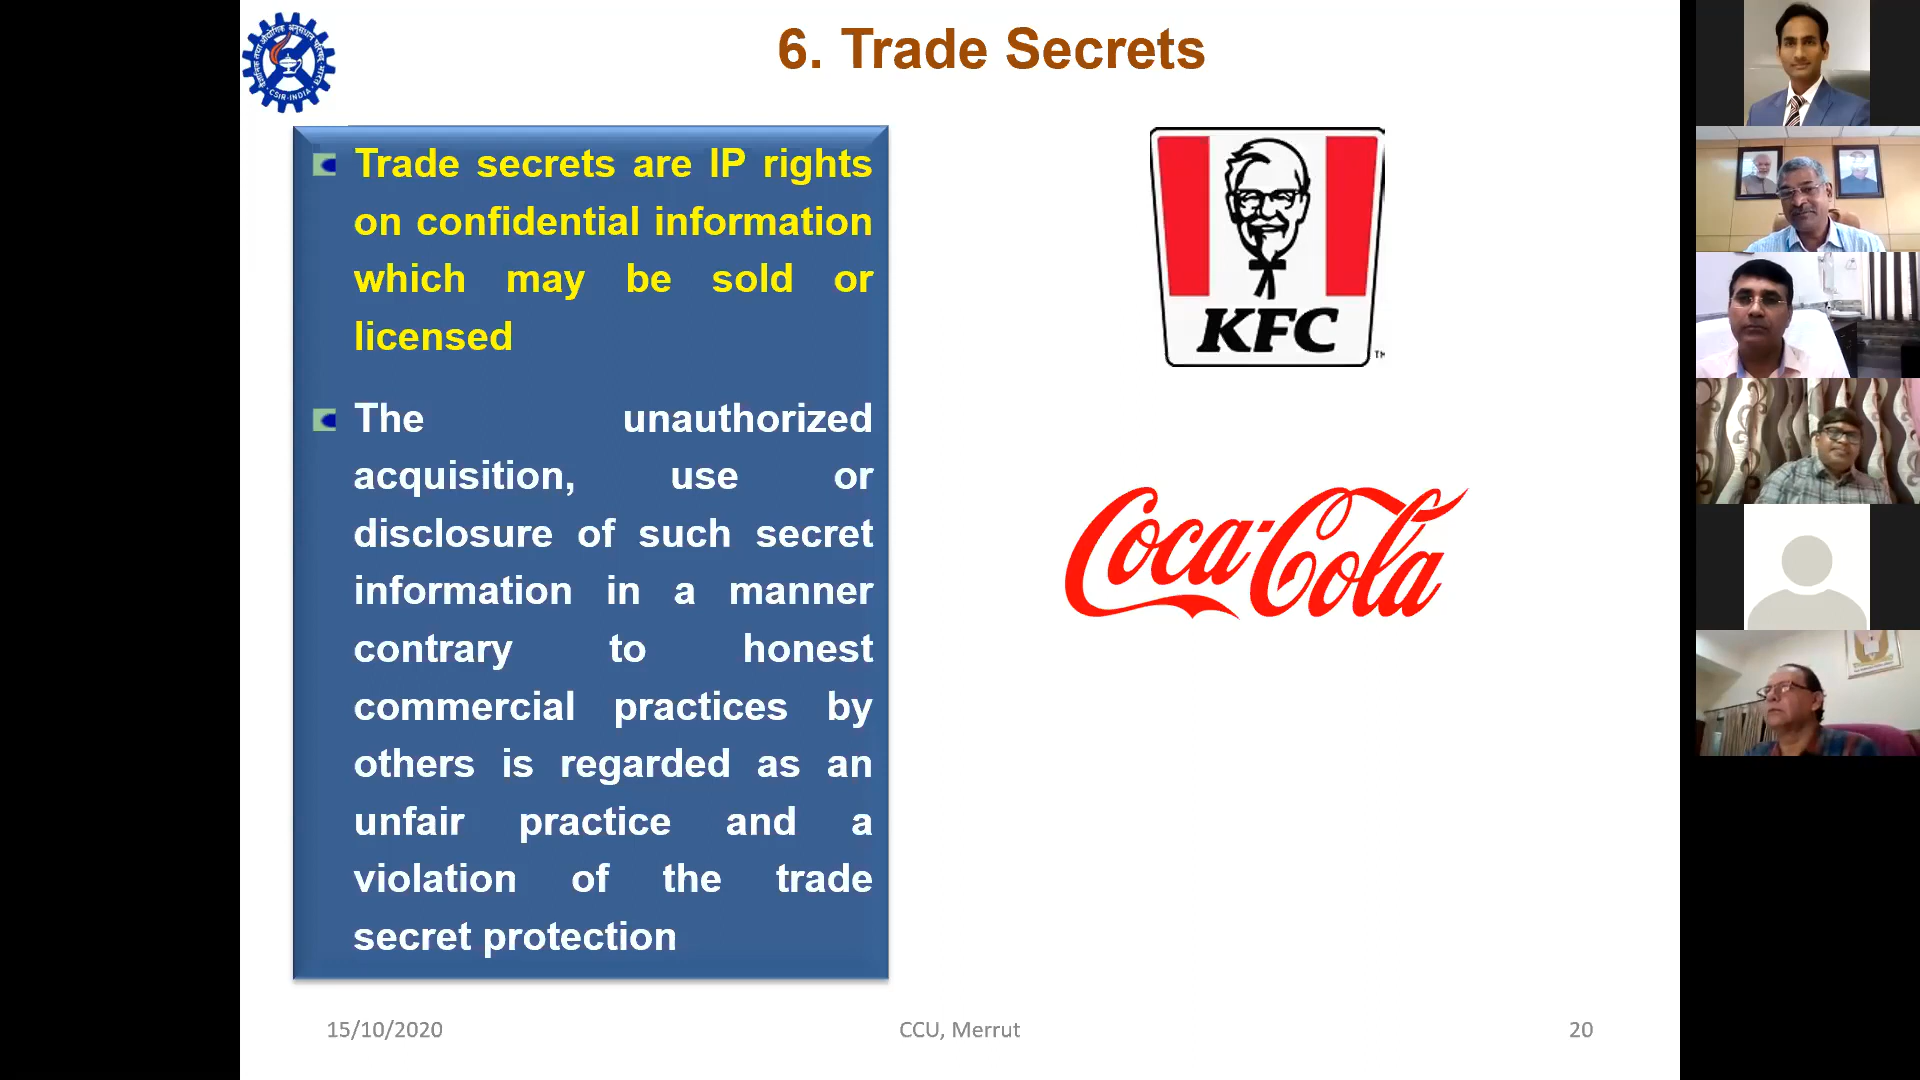 6. Trade Secrets
CSIR-INDIA
Trade secrets are IP rights
on confidential information
which may be sold or
licensed
The unauthorized
acquisition, use or
disclosure of such secret
information in a manner
contrary to honest
commercial practices by
others is regarded as an
unfair practice and a
violation of the trade
secret protection
KFC
TM
Coca-Cola
15/10/2020
CCU, Merrut
20